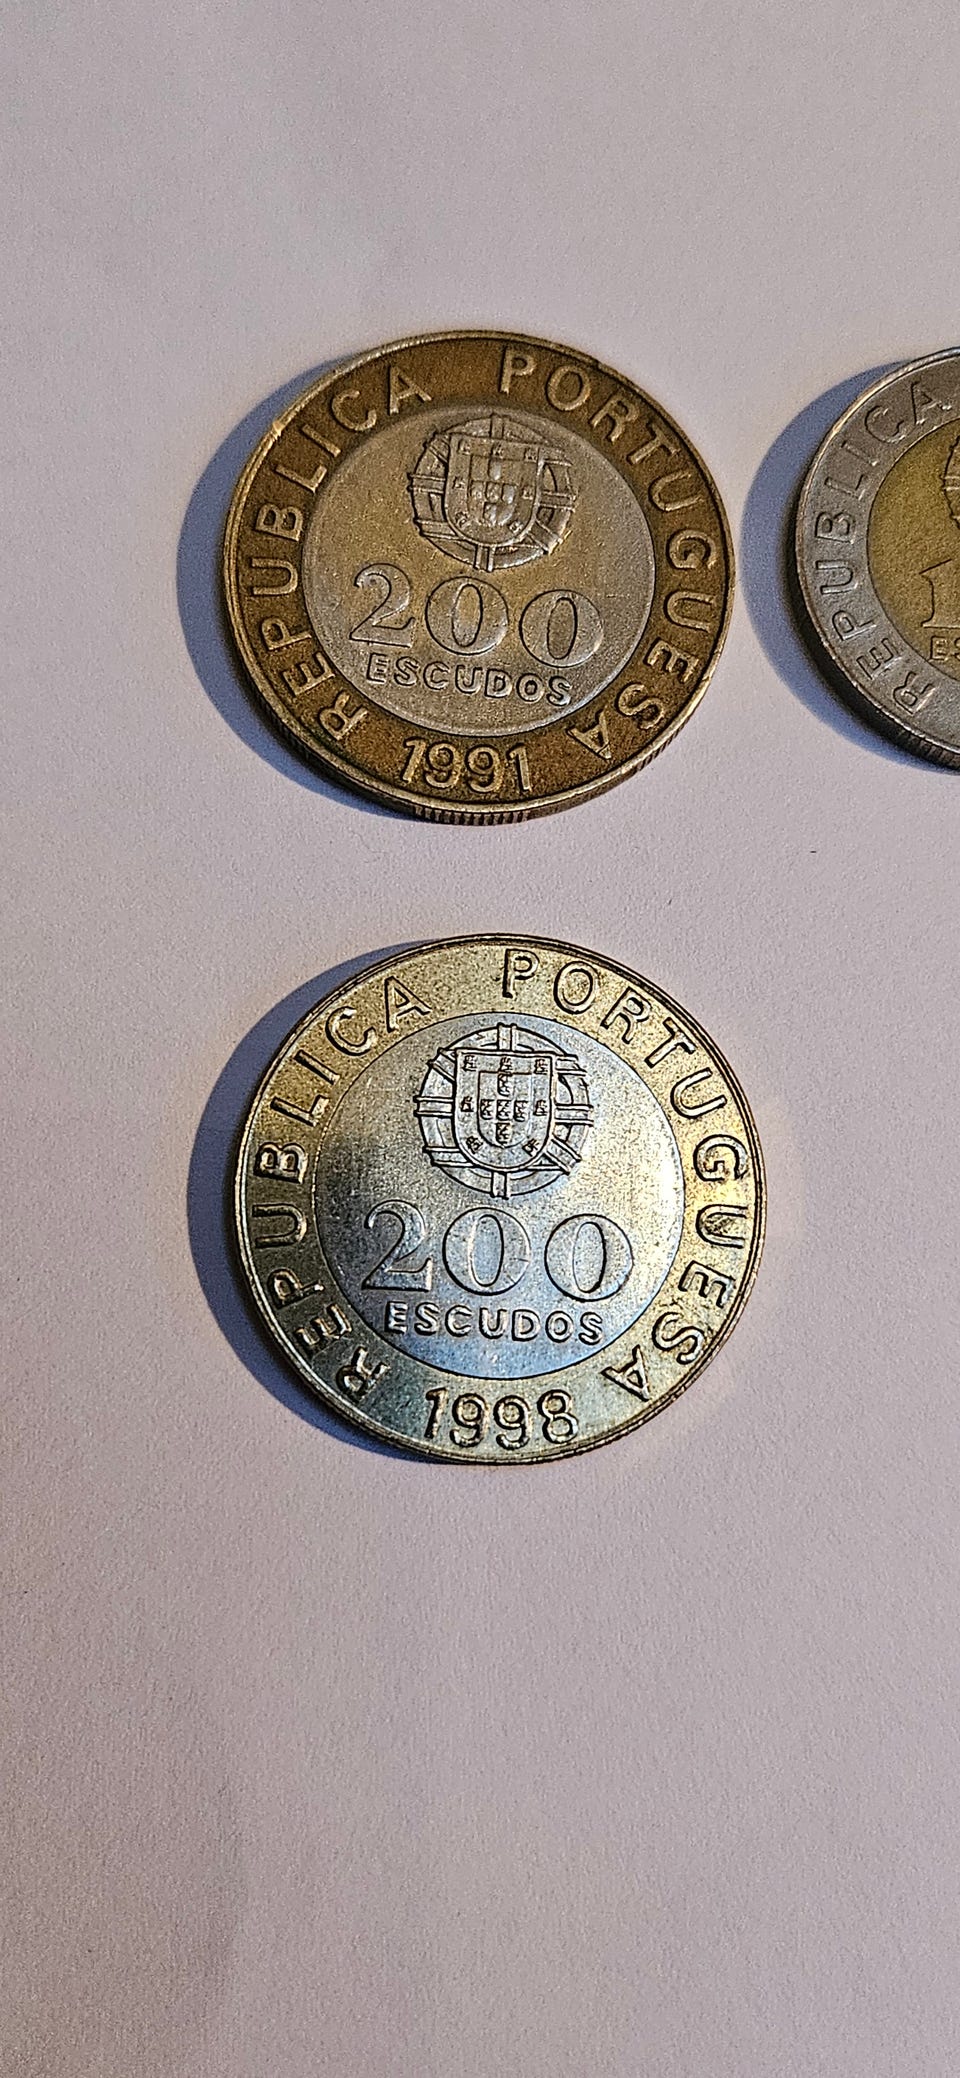 REPUBLICA PORTUGUESA
200
ESCUDOS
1991
REPUBLICA
REPUBLICA PORTUGUESA
200
ESCUDOS
1998